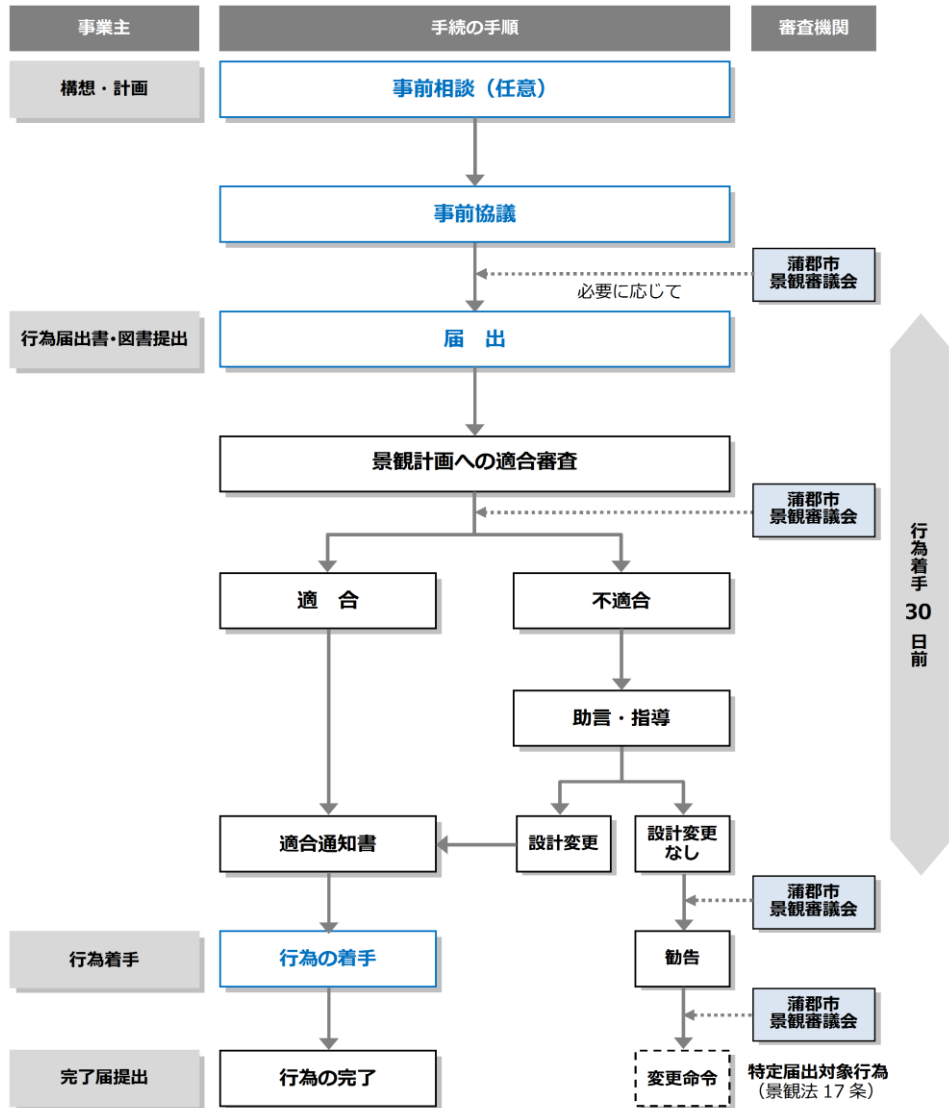 事業主
手続の手順
審査機関
構想・計画
事前相談（任意）
事前協議
蒲郡市
景観審議会
必要に応じて
行為届出書・図書提出
届　出
景観計画への適合審査
蒲郡市
景観審議会
行為着手30日前
適　合
不適合
助言・指導
適合通知書
設計変更
設計変更
なし
蒲郡市
景観審議会
行為着手
行為の着手
勧告
蒲郡市
景観審議会
完了届提出
行為の完了
変更命令
特定届出対象行為
（景観法 17 条）